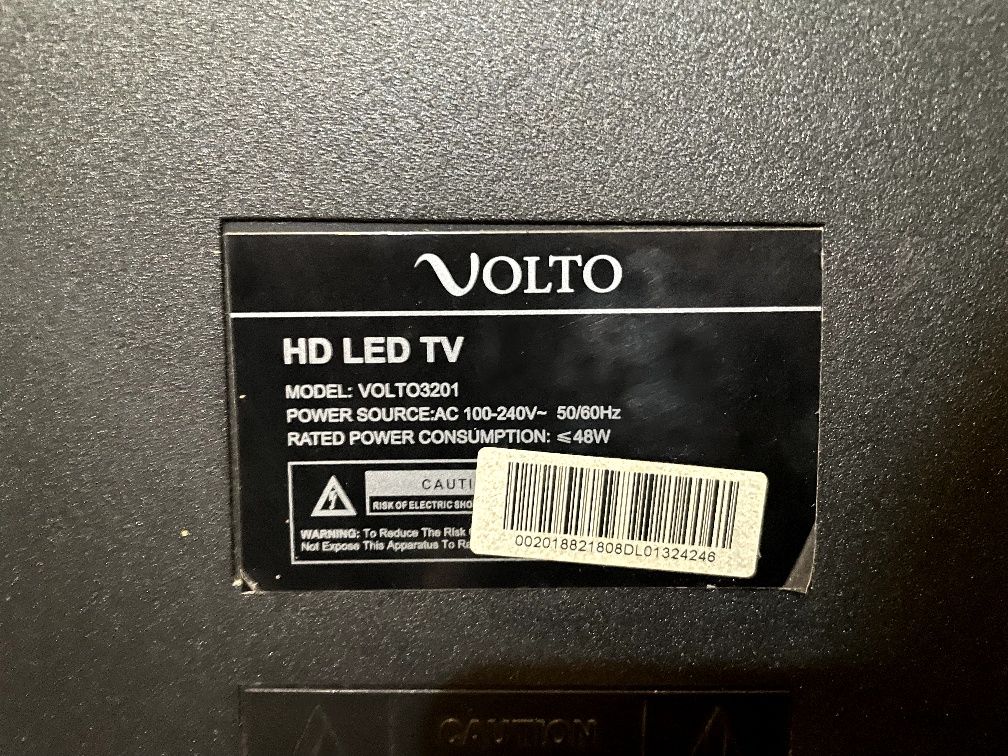 VOLTO
HD LED TV
MODEL: VOLTO3201
POWER SOURCE:AC 100-240V~ 50/60Hz
RATED POWER CONSUMPTION: ≤48W
CAUTI
RISK OF ELECTRIC SHO
WARNING: To Reduce The Risk
Not Expose This Apparatus To Ra
002018821808DL01324246
CAUTION